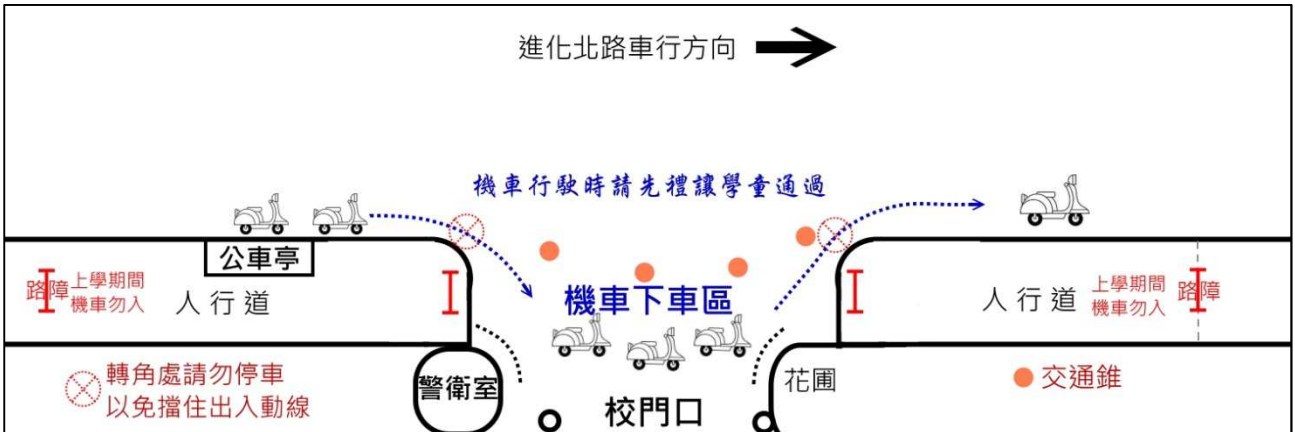 進化北路車行方向
機車行駛時請先禮讓學童通過
公車亭
路障
上學期間
機車勿入
人行道
機車下車區
人行道
上學期間
機車勿入
路障
轉角處請勿停車
以免擋住出入動線
警衛室
校門口
花圃
交通錐